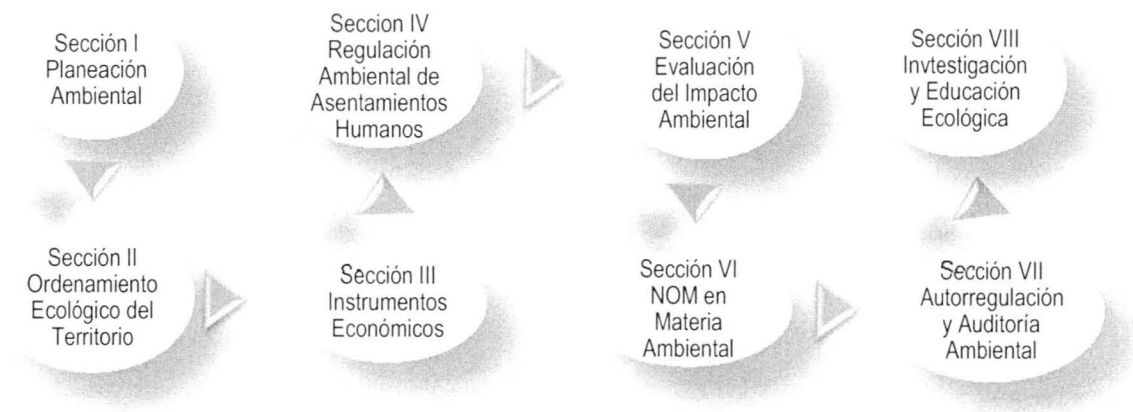 Sección I
Planeación
Ambiental
Sección II
Ordenamiento
Ecológico del
Territorio
Sección III
Instrumentos
Económicos
Seccion IV
Regulación
Ambiental de
Asentamientos
Humanos
Sección V
Evaluación
del Impacto
Ambiental
Sección VI
NOM en
Materia
Ambiental
Sección VII
Autorregulación
y Auditoría
Ambiental
Sección VIII
Invtestigación
y Educación
Ecológica